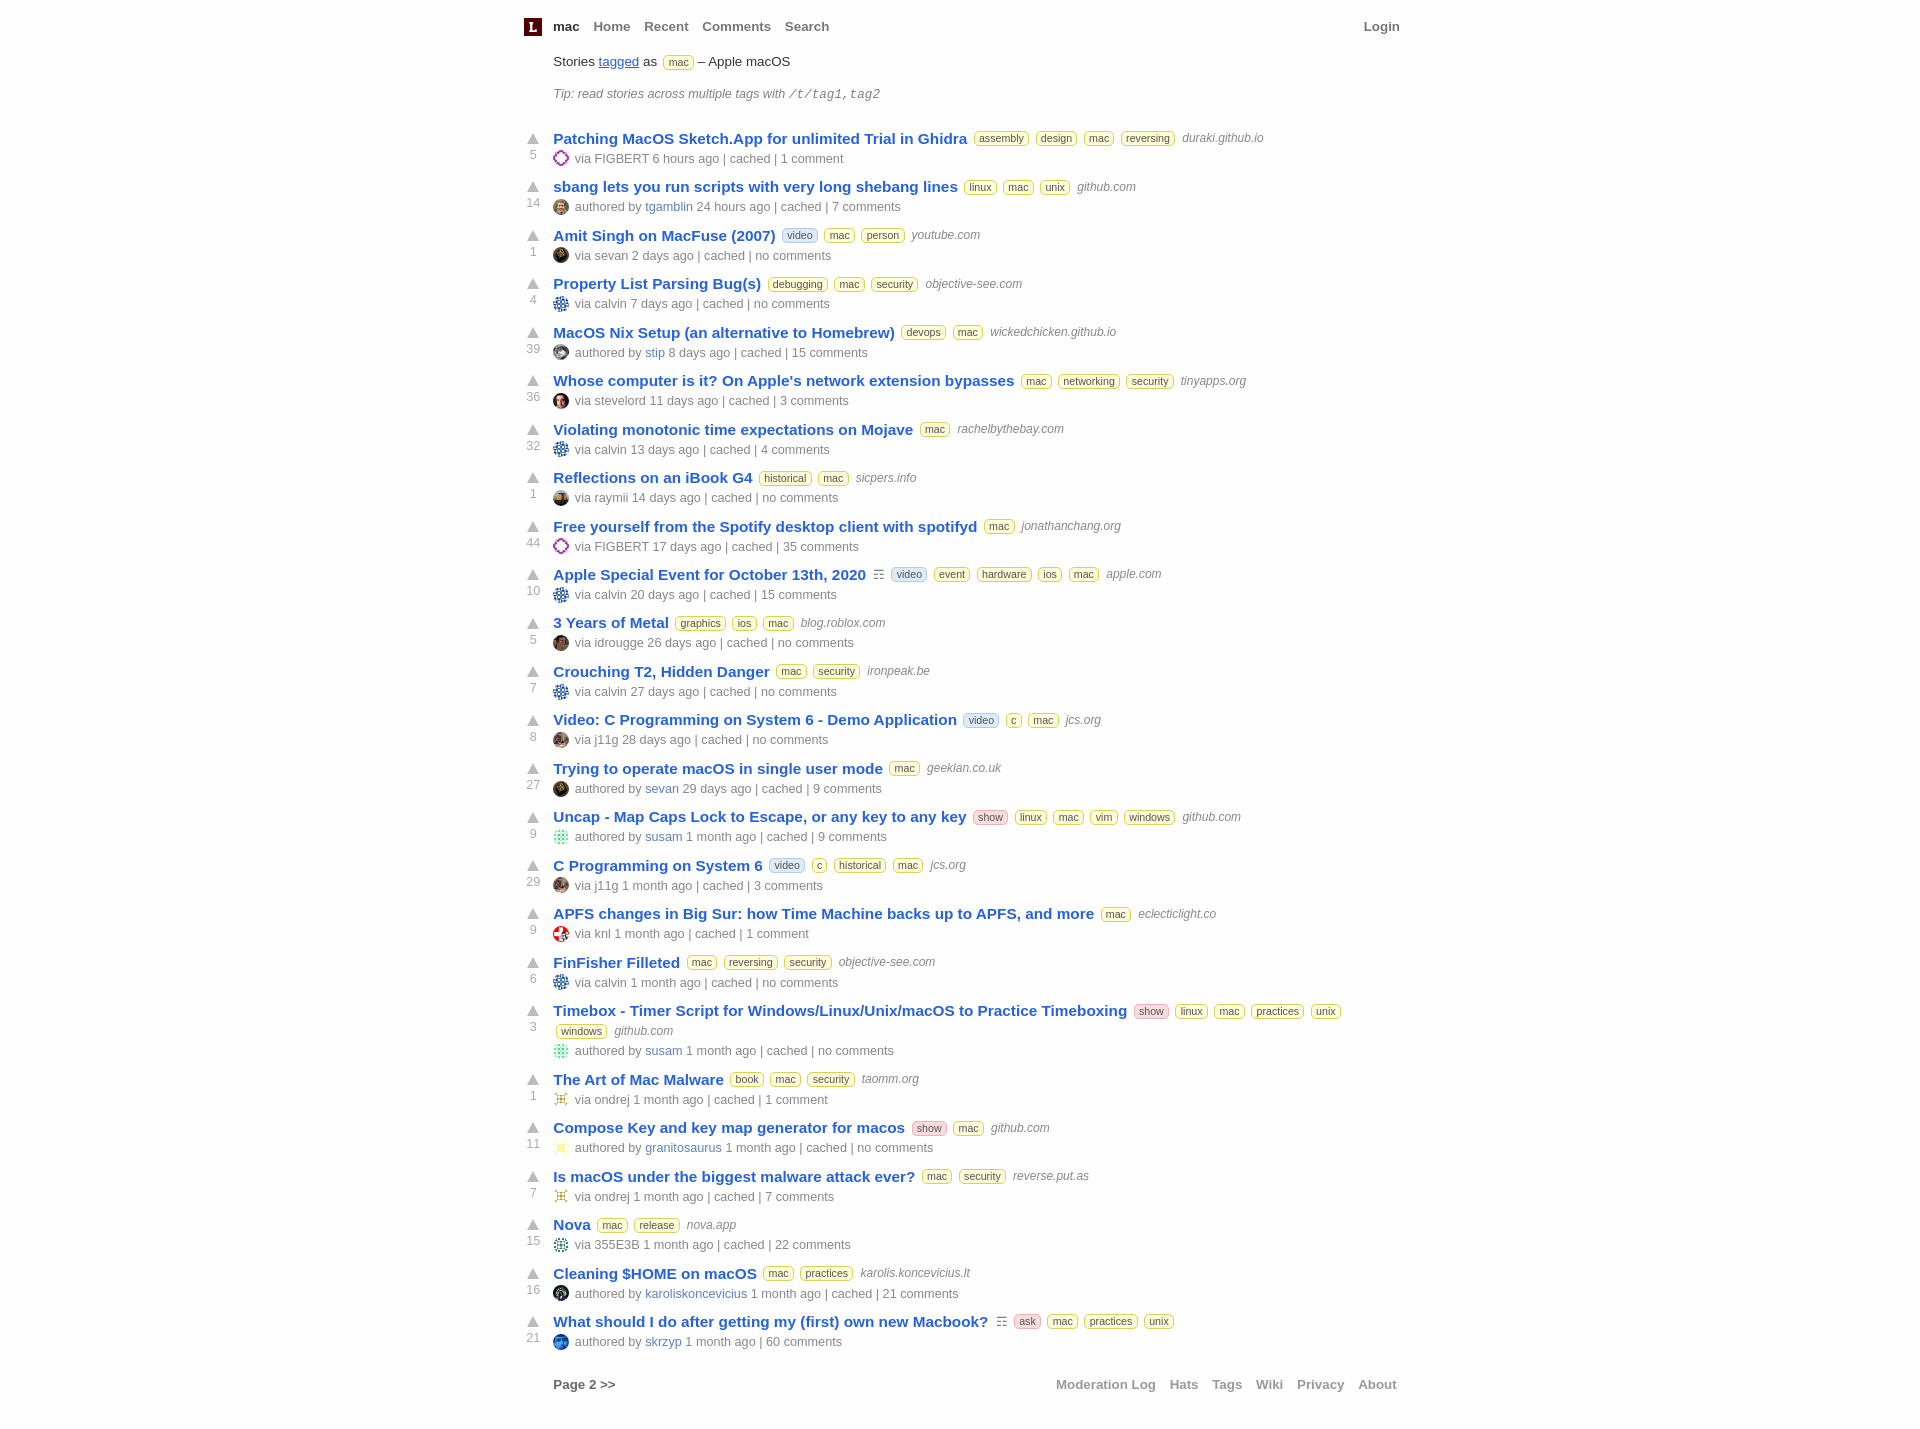 L mac Home Recent Comments Search Login
Stories tagged as mac – Apple macOS
Tip: read stories across multiple tags with /t/tag1,tag2
Patching MacOS Sketch.App for unlimited Trial in Ghidra assembly design mac reversing duraki.github.io
5 via FIGBERT 6 hours ago | cached | 1 comment
sbang lets you run scripts with very long shebang lines linux mac unix github.com
14 authored by tgamblin 24 hours ago | cached | 7 comments
Amit Singh on MacFuse (2007) video mac person youtube.com
1 via sevan 2 days ago | cached | no comments
Property List Parsing Bug(s) debugging mac security objective-see.com
4 via calvin 7 days ago | cached | no comments
MacOS Nix Setup (an alternative to Homebrew) devops mac wickedchicken.github.io
39 authored by stip 8 days ago | cached | 15 comments
Whose computer is it? On Apple's network extension bypasses mac networking security tinyapps.org
36 via stevelord 11 days ago | cached | 3 comments
Violating monotonic time expectations on Mojave mac rachelbythebay.com
32 via calvin 13 days ago | cached | 4 comments
Reflections on an iBook G4 historical mac sicpers.info
1 via raymii 14 days ago | cached | no comments
Free yourself from the Spotify desktop client with spotifyd mac jonathanchang.org
44 via FIGBERT 17 days ago | cached | 35 comments
Apple Special Event for October 13th, 2020 ☶ video event hardware ios mac apple.com
10 via calvin 20 days ago | cached | 15 comments
3 Years of Metal graphics ios mac blog.roblox.com
5 via idrougge 26 days ago | cached | no comments
Crouching T2, Hidden Danger mac security ironpeak.be
7 via calvin 27 days ago | cached | no comments
Video: C Programming on System 6 - Demo Application video c mac jcs.org
8 via j11g 28 days ago | cached | no comments
Trying to operate macOS in single user mode mac geeklan.co.uk
27 authored by sevan 29 days ago | cached | 9 comments
Uncap - Map Caps Lock to Escape, or any key to any key show linux mac vim windows github.com
9 authored by susam 1 month ago | cached | 9 comments
C Programming on System 6 video c historical mac jcs.org
29 via j11g 1 month ago | cached | 3 comments
APFS changes in Big Sur: how Time Machine backs up to APFS, and more mac eclecticlight.co
9 via knl 1 month ago | cached | 1 comment
FinFisher Filleted mac reversing security objective-see.com
6 via calvin 1 month ago | cached | no comments
Timebox - Timer Script for Windows/Linux/Unix/macOS to Practice Timeboxing show linux mac practices unix
3 windows github.com
authored by susam 1 month ago | cached | no comments
The Art of Mac Malware book mac security taomm.org
1 via ondrej 1 month ago | cached | 1 comment
Compose Key and key map generator for macos show mac github.com
11 authored by granitosaurus 1 month ago | cached | no comments
Is macOS under the biggest malware attack ever? mac security reverse.put.as
7 via ondrej 1 month ago | cached | 7 comments
Nova mac release nova.app
15 via 355E3B 1 month ago | cached | 22 comments
Cleaning $HOME on macOS mac practices karolis.koncevicius.lt
16 authored by karoliskoncevicius 1 month ago | cached | 21 comments
What should I do after getting my (first) own new Macbook? ☶ ask mac practices unix
21 authored by skrzyp 1 month ago | 60 comments
Page 2 >> Moderation Log Hats Tags Wiki Privacy About